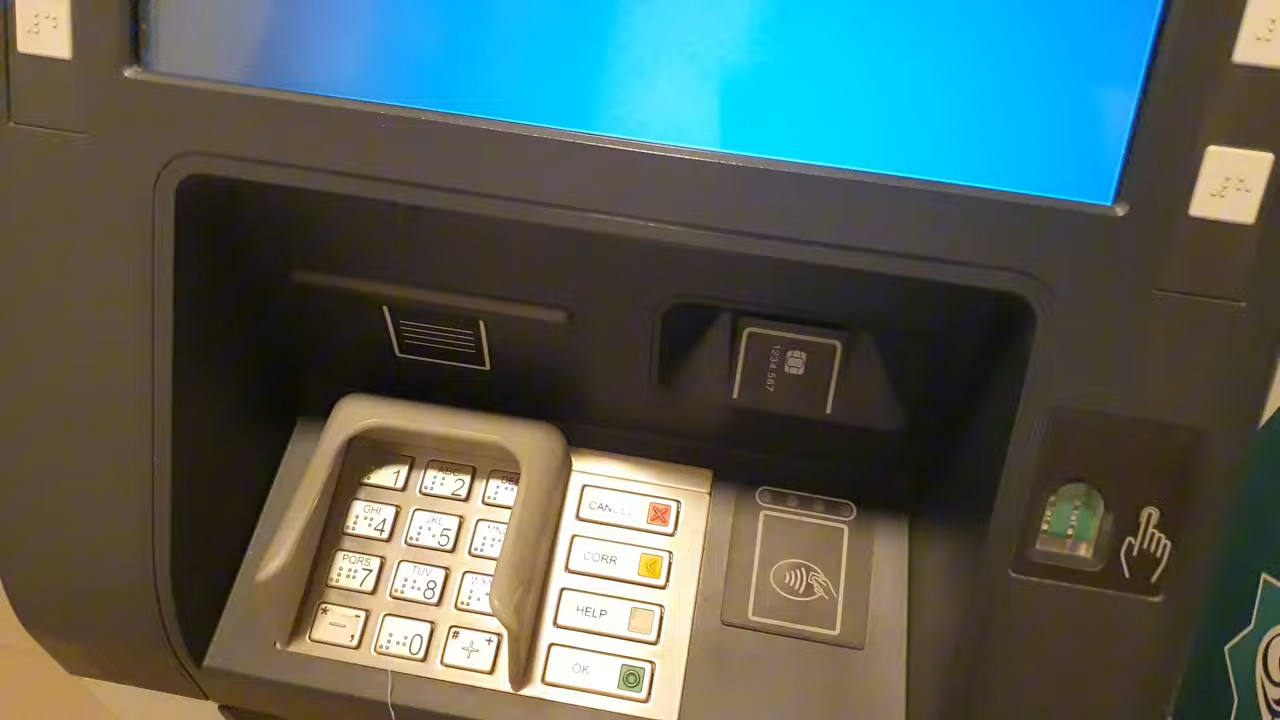 1234 567
1
ABC 2
CANCEL
GHI 4
JKL 5
CORR
PQRS 7
TUV 8
HELP
* - ,
0
# + +
OK